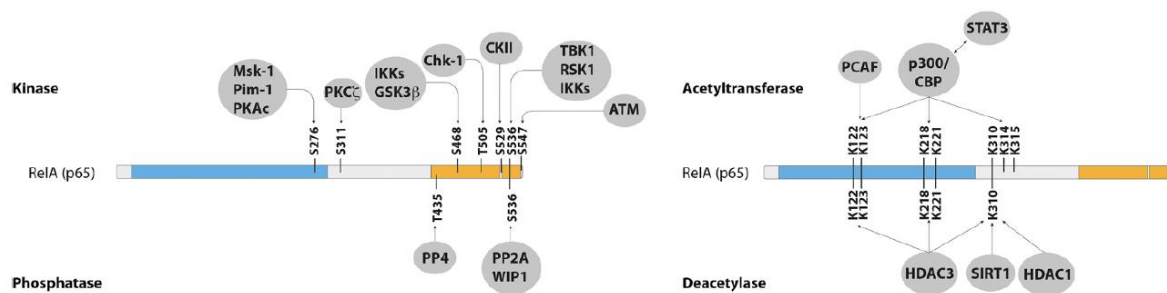 Kinase
Msk-1
Pim-1
PKAc
PKCζ
IKKs
GSK3β
Chk-1
CKII
TBK1
RSK1
IKKs
ATM
S276
S311
S468
T505
S529
S536
S547
RelA (p65)
T435
S536
PP4
PP2A
WIP1
Phosphatase
STAT3
PCAF
p300/
CBP
Acetyltransferase
K122
K123
K218
K221
K310
K314
K315
RelA (p65)
K122
K123
K218
K221
K310
HDAC3
SIRT1
HDAC1
Deacetylase